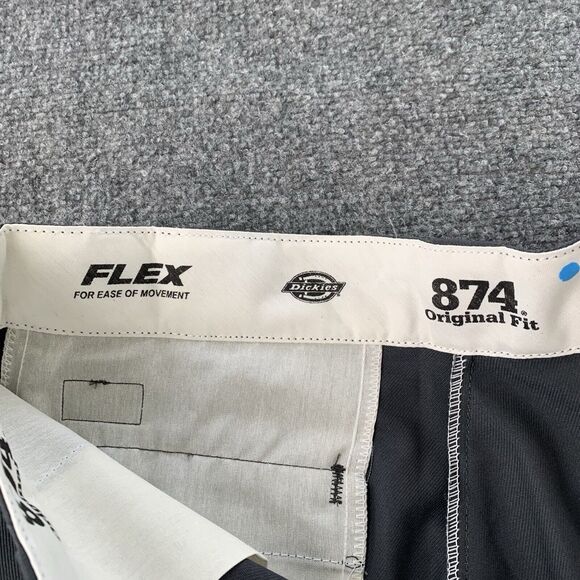 FLEX
FOR EASE OF MOVEMENT
Dickies
874®
Original Fit